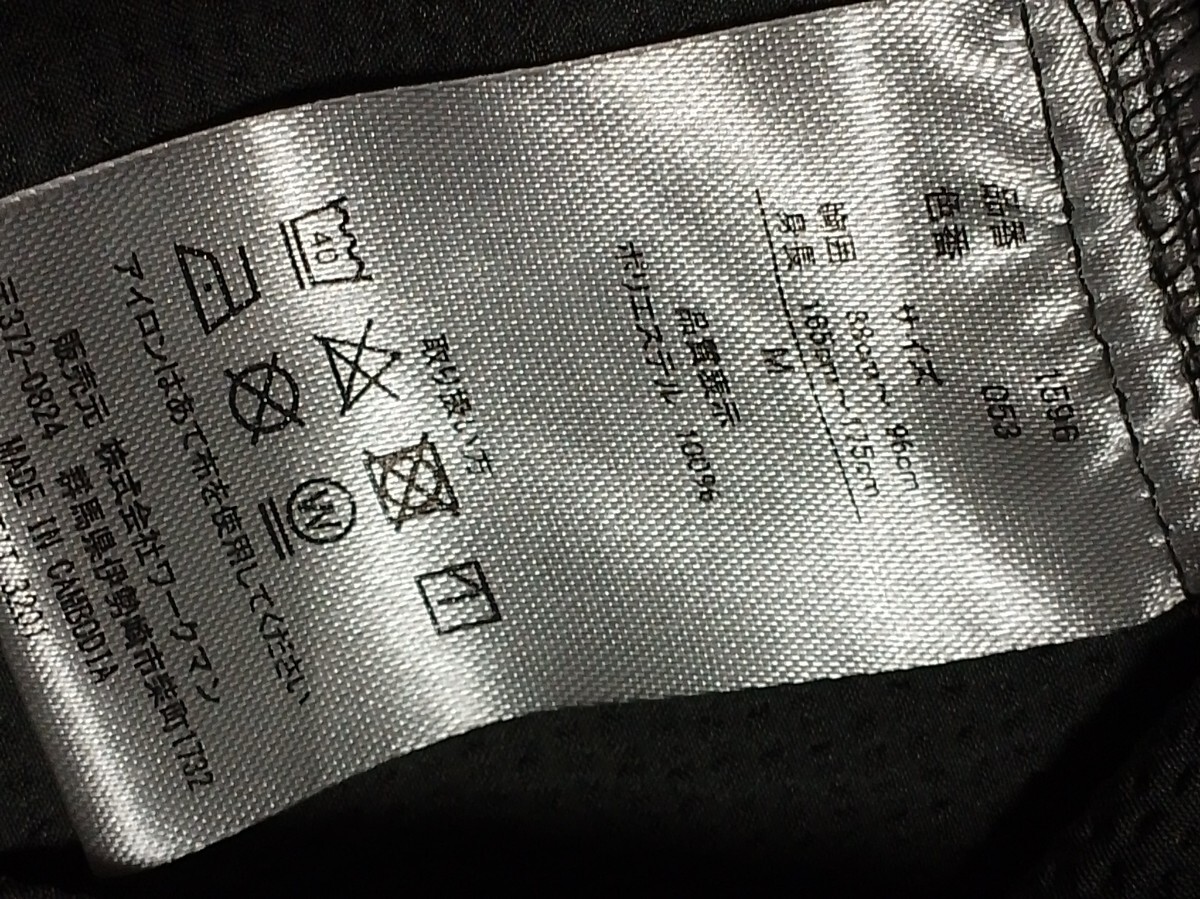 品番 1596
色番 053
サイズ
胸囲 88cm～96cm
身長 165cm～175cm
M
品質表示
ポリエステル 100%
取り扱い方
40
W
アイロンはあて布を使用してください
販売元 株式会社ワークマン
〒372-0824 群馬県伊勢崎市柴町1732
MADE IN CAMBODIA